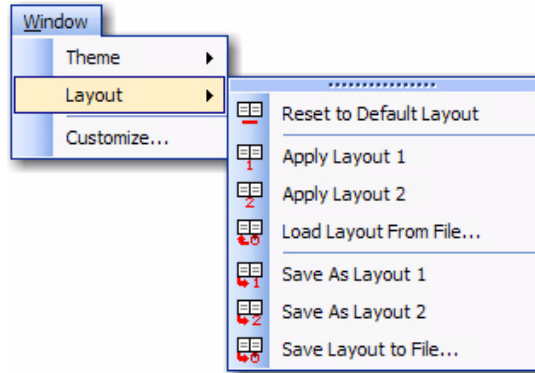 Window
Theme
Layout
Customize...
Reset to Default Layout
Apply Layout 1
Apply Layout 2
Load Layout From File...
Save As Layout 1
Save As Layout 2
Save Layout to File...